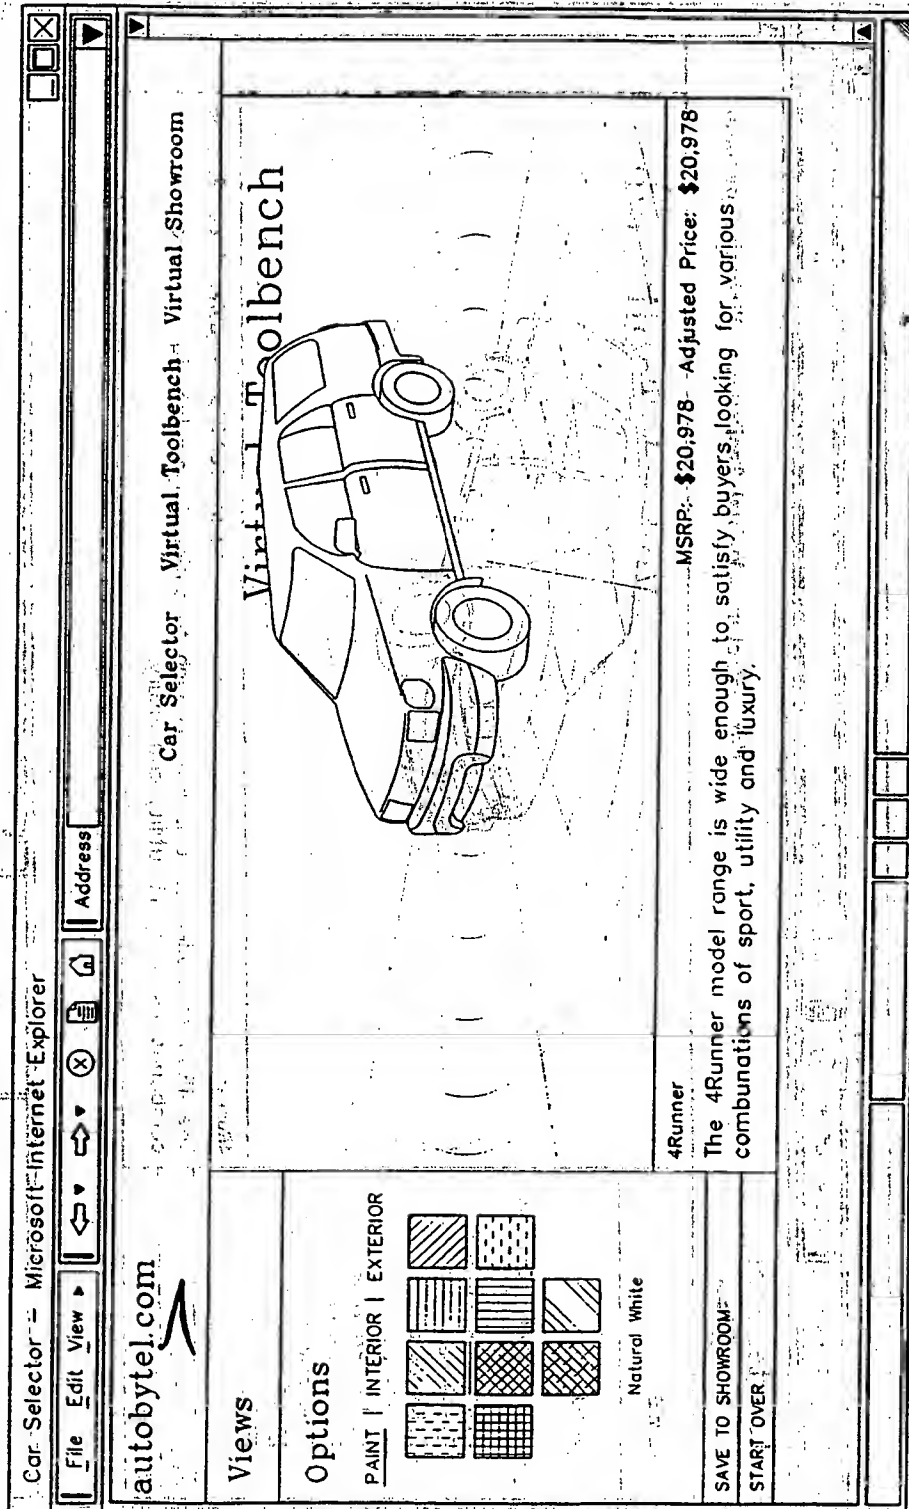 Car Selector - Microsoft Internet Explorer
File Edit View Address
autobytel.com
Car Selector Virtual Toolbench Virtual Showroom
Views
Options
PAINT | INTERIOR | EXTERIOR
Natural White
SAVE TO SHOWROOM
START OVER
Toolbench
4Runner
MSRP: $20,978 Adjusted Price: $20,978
The 4Runner model range is wide enough to satisfy buyers looking for various
combunations of sport, utility and luxury.